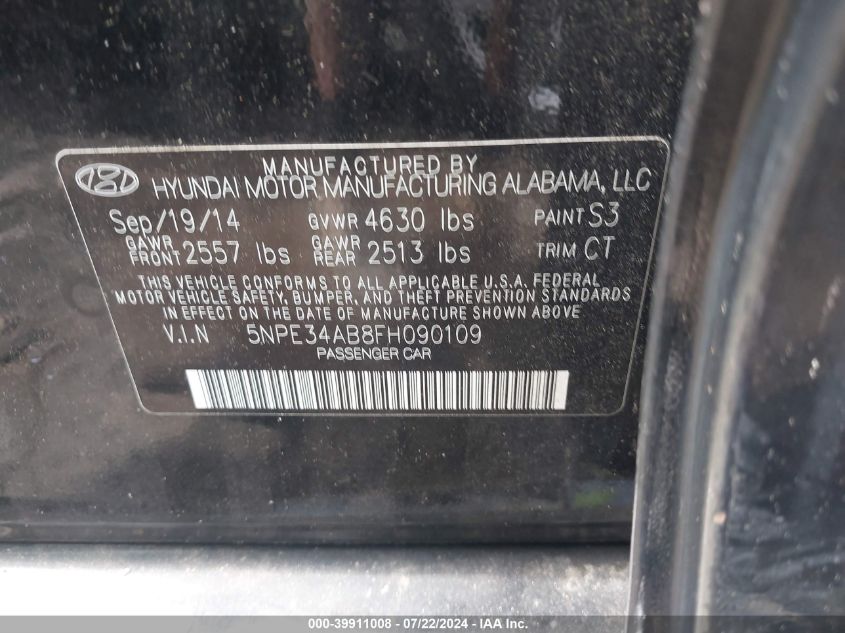 MANUFACTURED BY
HYUNDAI MOTOR MANUFACTURING ALABAMA, LLC
Sep/19/14 GVWR 4630 lbs PAINT S3
GAWR FRONT 2557 lbs GAWR REAR 2513 lbs TRIM CT
THIS VEHICLE CONFORMS TO ALL APPLICABLE U.S.A. FEDERAL
MOTOR VEHICLE SAFETY, BUMPER, AND THEFT PREVENTION STANDARDS
IN EFFECT ON THE DATE OF MANUFACTURE SHOWN ABOVE
V.I.N 5NPE34AB8FH090109
PASSENGER CAR
000-39911008 - 07/22/2024 - IAA Inc.